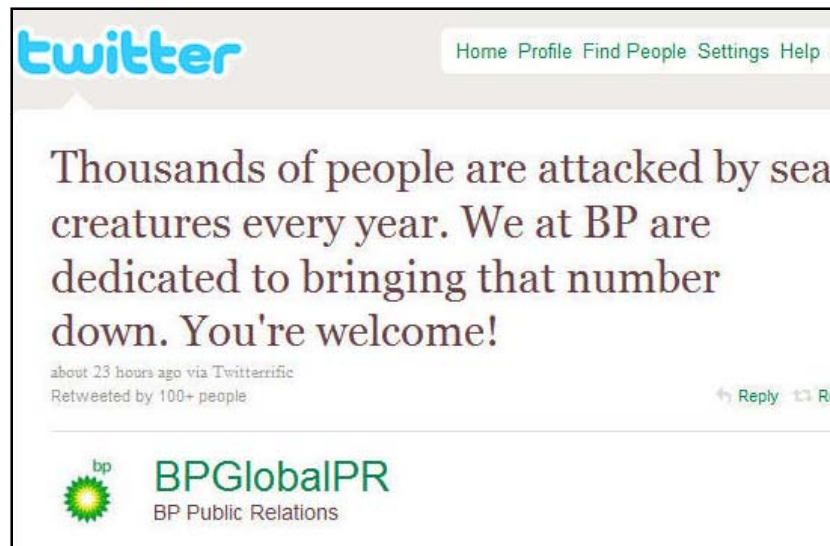 twitter
Home Profile Find People Settings Help
Thousands of people are attacked by sea
creatures every year. We at BP are
dedicated to bringing that number
down. You're welcome!
about 23 hours ago via Twitterrific
Retweeted by 100+ people
Reply
bp
BPGlobalPR
BP Public Relations